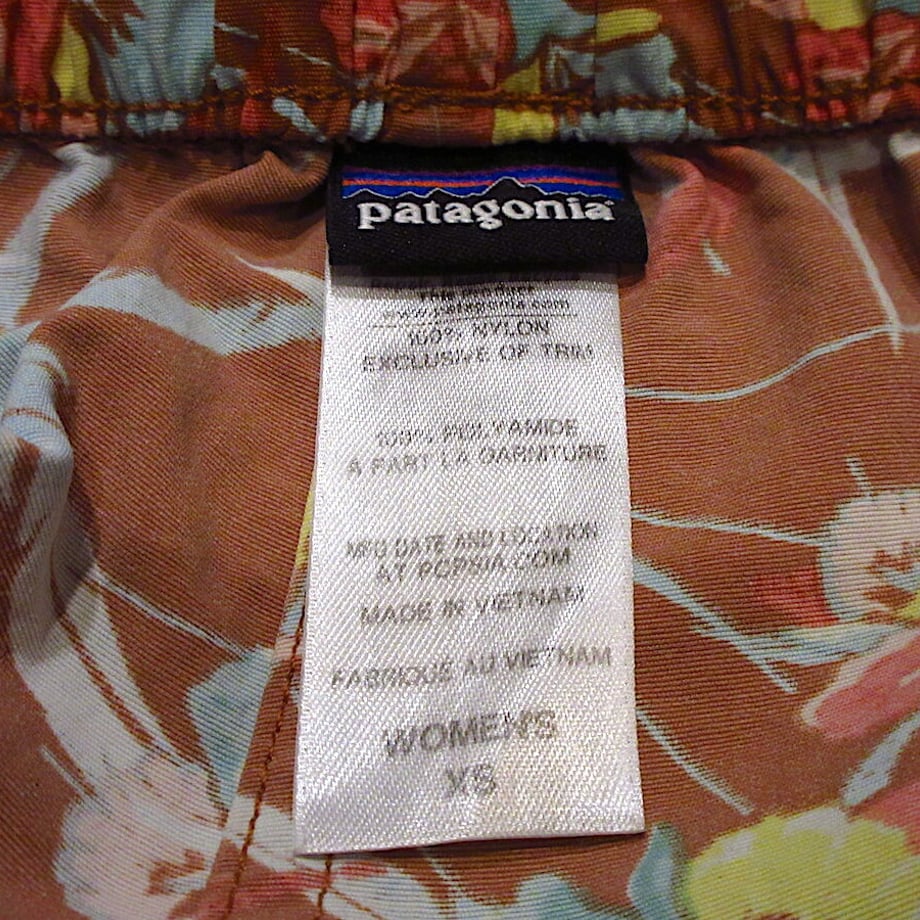 patagonia
www.patagonia.com
100% NYLON
EXCLUSIVE OF TRIM
100% POLYAMIDE
A PART LA GARNITURE
MFG DATE AND LOCATION
AT POPSIA.COM
MADE IN VIETNAM
FABRIQUE AU VIETNAM
WOMEN'S
XS